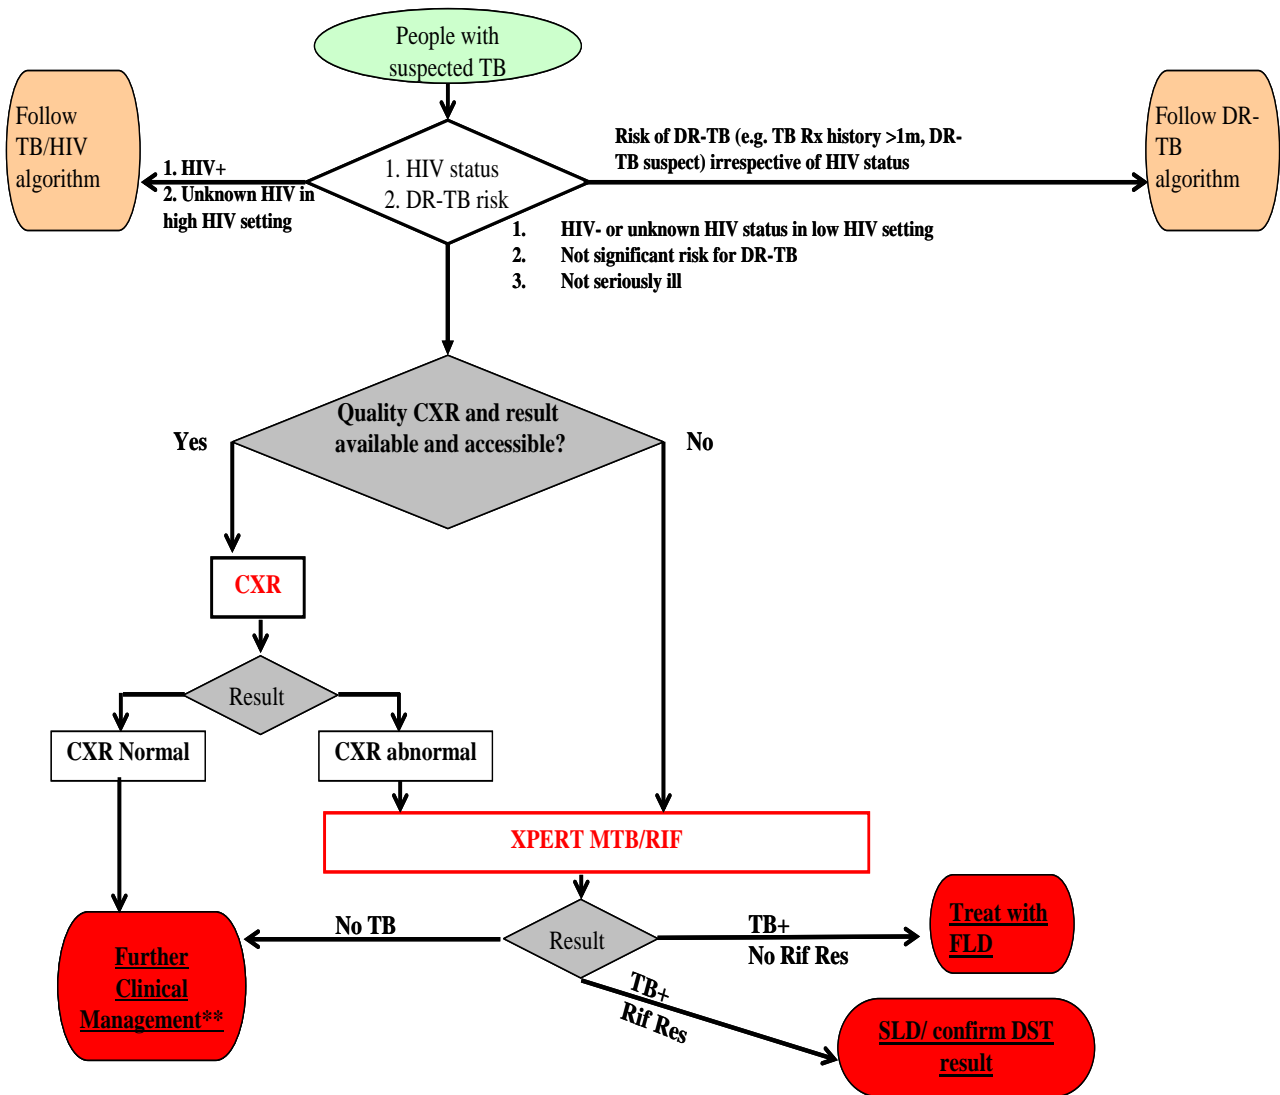 People with
suspected TB
Follow
TB/HIV
algorithm
1. HIV+
2. Unknown HIV in
high HIV setting
1. HIV status
2. DR-TB risk
Risk of DR-TB (e.g. TB Rx history >1m, DR-
TB suspect) irrespective of HIV status
Follow DR-
TB
algorithm
1. HIV- or unknown HIV status in low HIV setting
2. Not significant risk for DR-TB
3. Not seriously ill
Quality CXR and result
available and accessible?
Yes
No
CXR
Result
CXR Normal
CXR abnormal
XPERT MTB/RIF
No TB
Result
TB+
No Rif Res
Treat with
FLD
Further
Clinical
Management**
TB+
Rif Res
SLD/ confirm DST
result